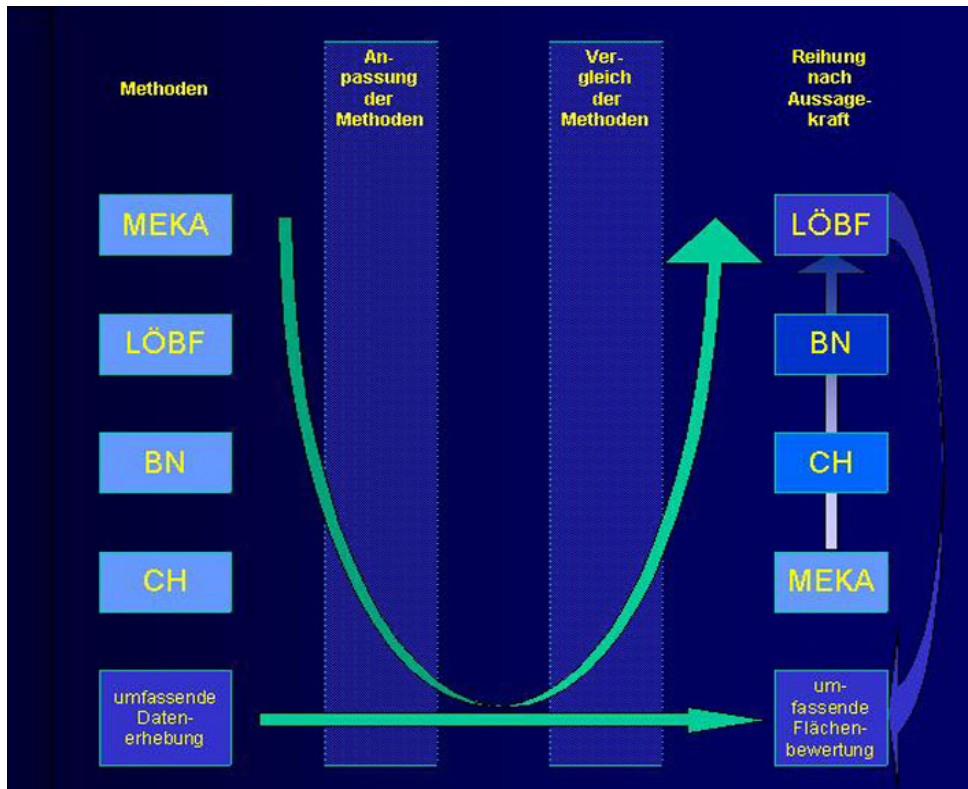 Methoden
An-
passung
der
Methoden
Ver-
gleich
der
Methoden
Reihung
nach
Aussage-
kraft
MEKA
LÖBF
BN
CH
umfassende
Daten-
erhebung
LÖBF
BN
CH
MEKA
um-
fassende
Flächen-
bewertung